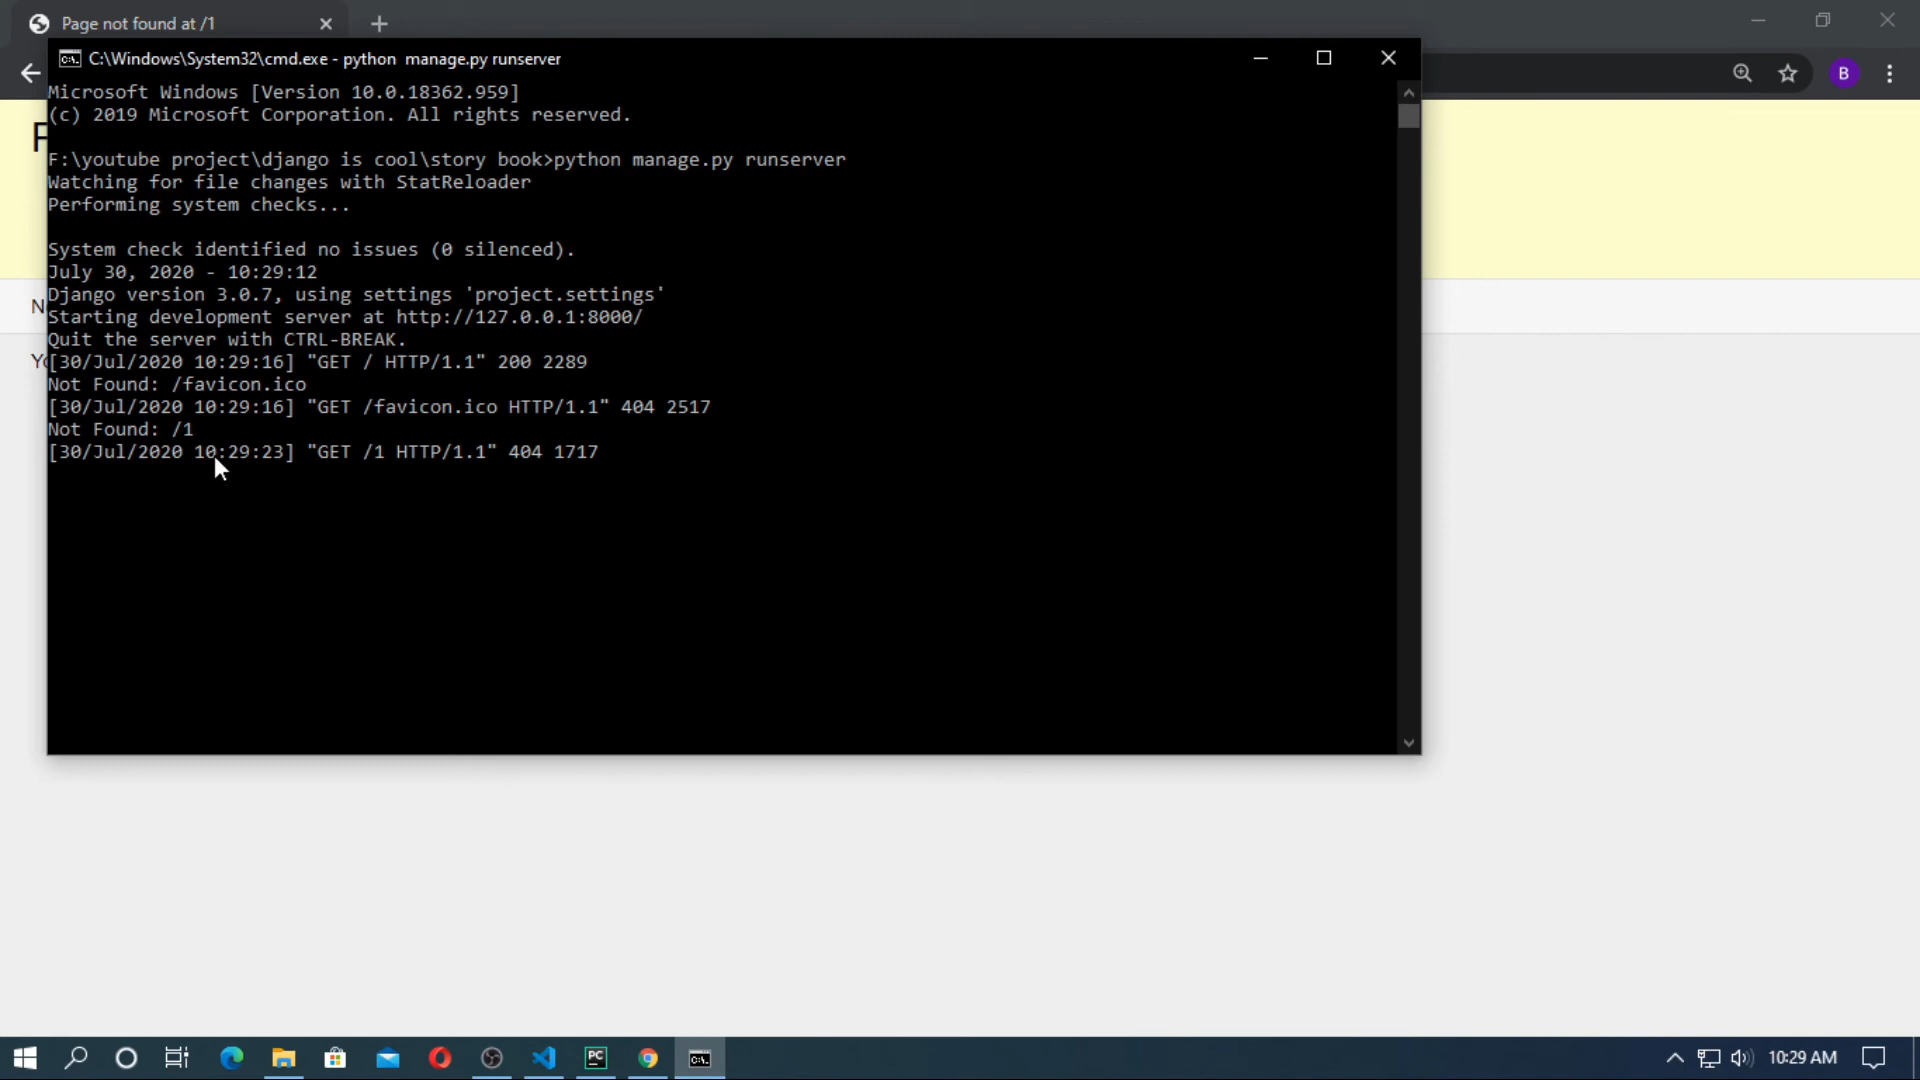 Page not found at /1
C:\Windows\System32\cmd.exe - python  manage.py runserver
B
Microsoft Windows [Version 10.0.18362.959]
(c) 2019 Microsoft Corporation. All rights reserved.
F:\youtube project\django is cool\story book>python manage.py runserver
Watching for file changes with StatReloader
Performing system checks...
System check identified no issues (0 silenced).
July 30, 2020 - 10:29:12
Django version 3.0.7, using settings 'project.settings'
Starting development server at http://127.0.0.1:8000/
Quit the server with CTRL-BREAK.
[30/Jul/2020 10:29:16] "GET / HTTP/1.1" 200 2289
Not Found: /favicon.ico
[30/Jul/2020 10:29:16] "GET /favicon.ico HTTP/1.1" 404 2517
Not Found: /1
[30/Jul/2020 10:29:23] "GET /1 HTTP/1.1" 404 1717
PC
10:29 AM